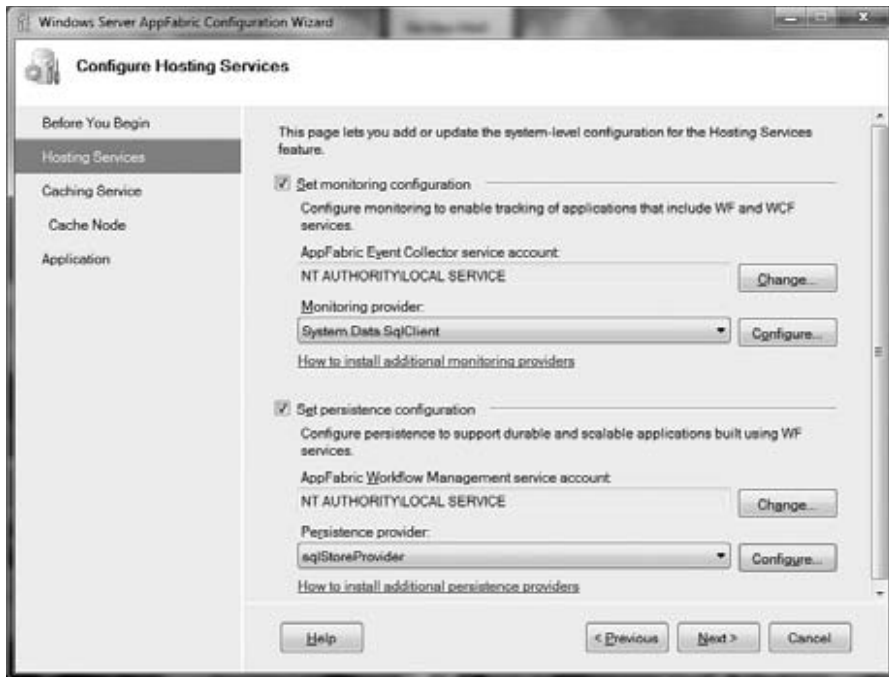 Windows Server AppFabric Configuration Wizard
Configure Hosting Services
Before You Begin
Hosting Services
Caching Service
Cache Node
Application
This page lets you add or update the system-level configuration for the Hosting Services
feature.
Set monitoring configuration
Configure monitoring to enable tracking of applications that include WF and WCF
services.
AppFabric Event Collector service account:
NT AUTHORITY\LOCAL SERVICE
Change...
Monitoring provider:
System.Data.SqlClient
Configure...
How to install additional monitoring providers
Set persistence configuration
Configure persistence to support durable and scalable applications built using WF
services.
AppFabric Workflow Management service account:
NT AUTHORITY\LOCAL SERVICE
Change...
Persistence provider:
sqlStoreProvider
Configure...
How to install additional persistence providers
Help
< Previous
Next >
Cancel